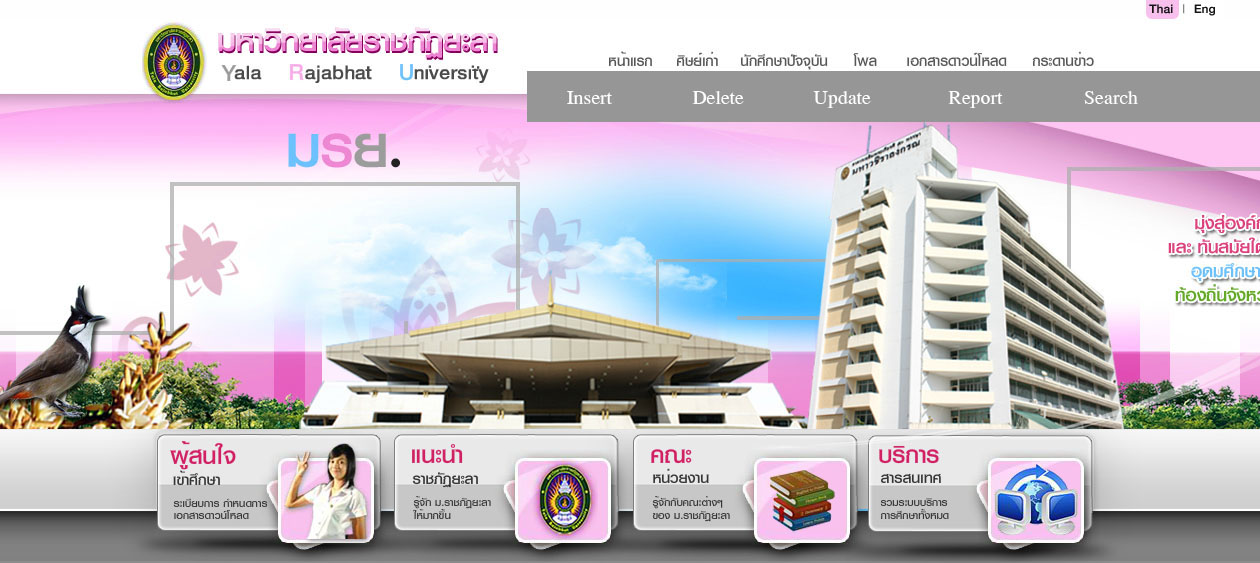 Thai | Eng
มหาวิทยาลัยราชภัฏยะลา
Yala Rajabhat University
หน้าแรก ศิษย์เก่า นักศึกษาปัจจุบัน โพล เอกสารดาวน์โหลด กระดานข่าว
Insert Delete Update Report Search
มรย.
มหาวชิราลงกรณ
มุ่งสู่องค์
และ ทันสมัยใ
อุดมศึกษา
ท้องถิ่นจังห
ผู้สนใจ
เข้าศึกษา
ระเบียบการ กำหนดการ
เอกสารดาวน์โหลด
แนะนำ
ราชภัฏยะลา
รู้จัก ม.ราชภัฏยะลา
ให้มากขึ้น
คณะ
หน่วยงาน
รู้จักกับคณะต่างๆ
ของ ม.ราชภัฏยะลา
บริการ
สารสนเทศ
รวมระบบบริการ
การศึกษาทั้งหมด